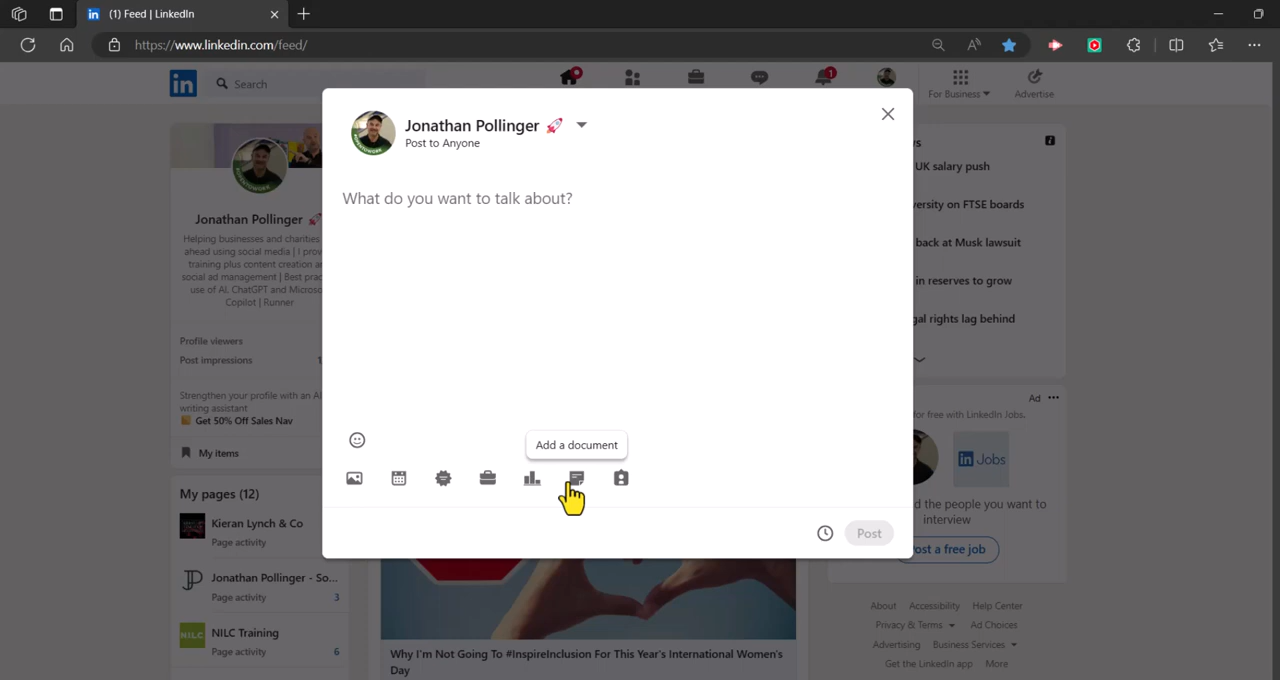 (1) Feed | LinkedIn
https://www.linkedin.com/feed/
in
Search
1
For Business
Advertise
Jonathan Pollinger 🚀
Post to Anyone
What do you want to talk about?
Add a document
Post
Jonathan Pollinger
Helping businesses and charities
ahead using social media | I prov
training plus content creation an
social ad management | Best prac
use of AI, ChatGPT and Microso
Copilot | Runner
Profile viewers
Post impressions 1
Strengthen your profile with an AI
writing assistant
Get 50% Off Sales Nav
My items
My pages (12)
Kieran Lynch & Co
Page activity
Jonathan Pollinger - So...
Page activity 3
NILC
NILC Training
Page activity 6
Why I'm Not Going To #InspireInclusion For This Year's International Women's
Day
UK salary push
versity on FTSE boards
back at Musk lawsuit
in reserves to grow
gal rights lag behind
Ad
for free with LinkedIn Jobs.
in Jobs
d the people you want to
interview
Post a free job
About Accessibility Help Center
Privacy & Terms Ad Choices
Advertising Business Services
Get the LinkedIn app More